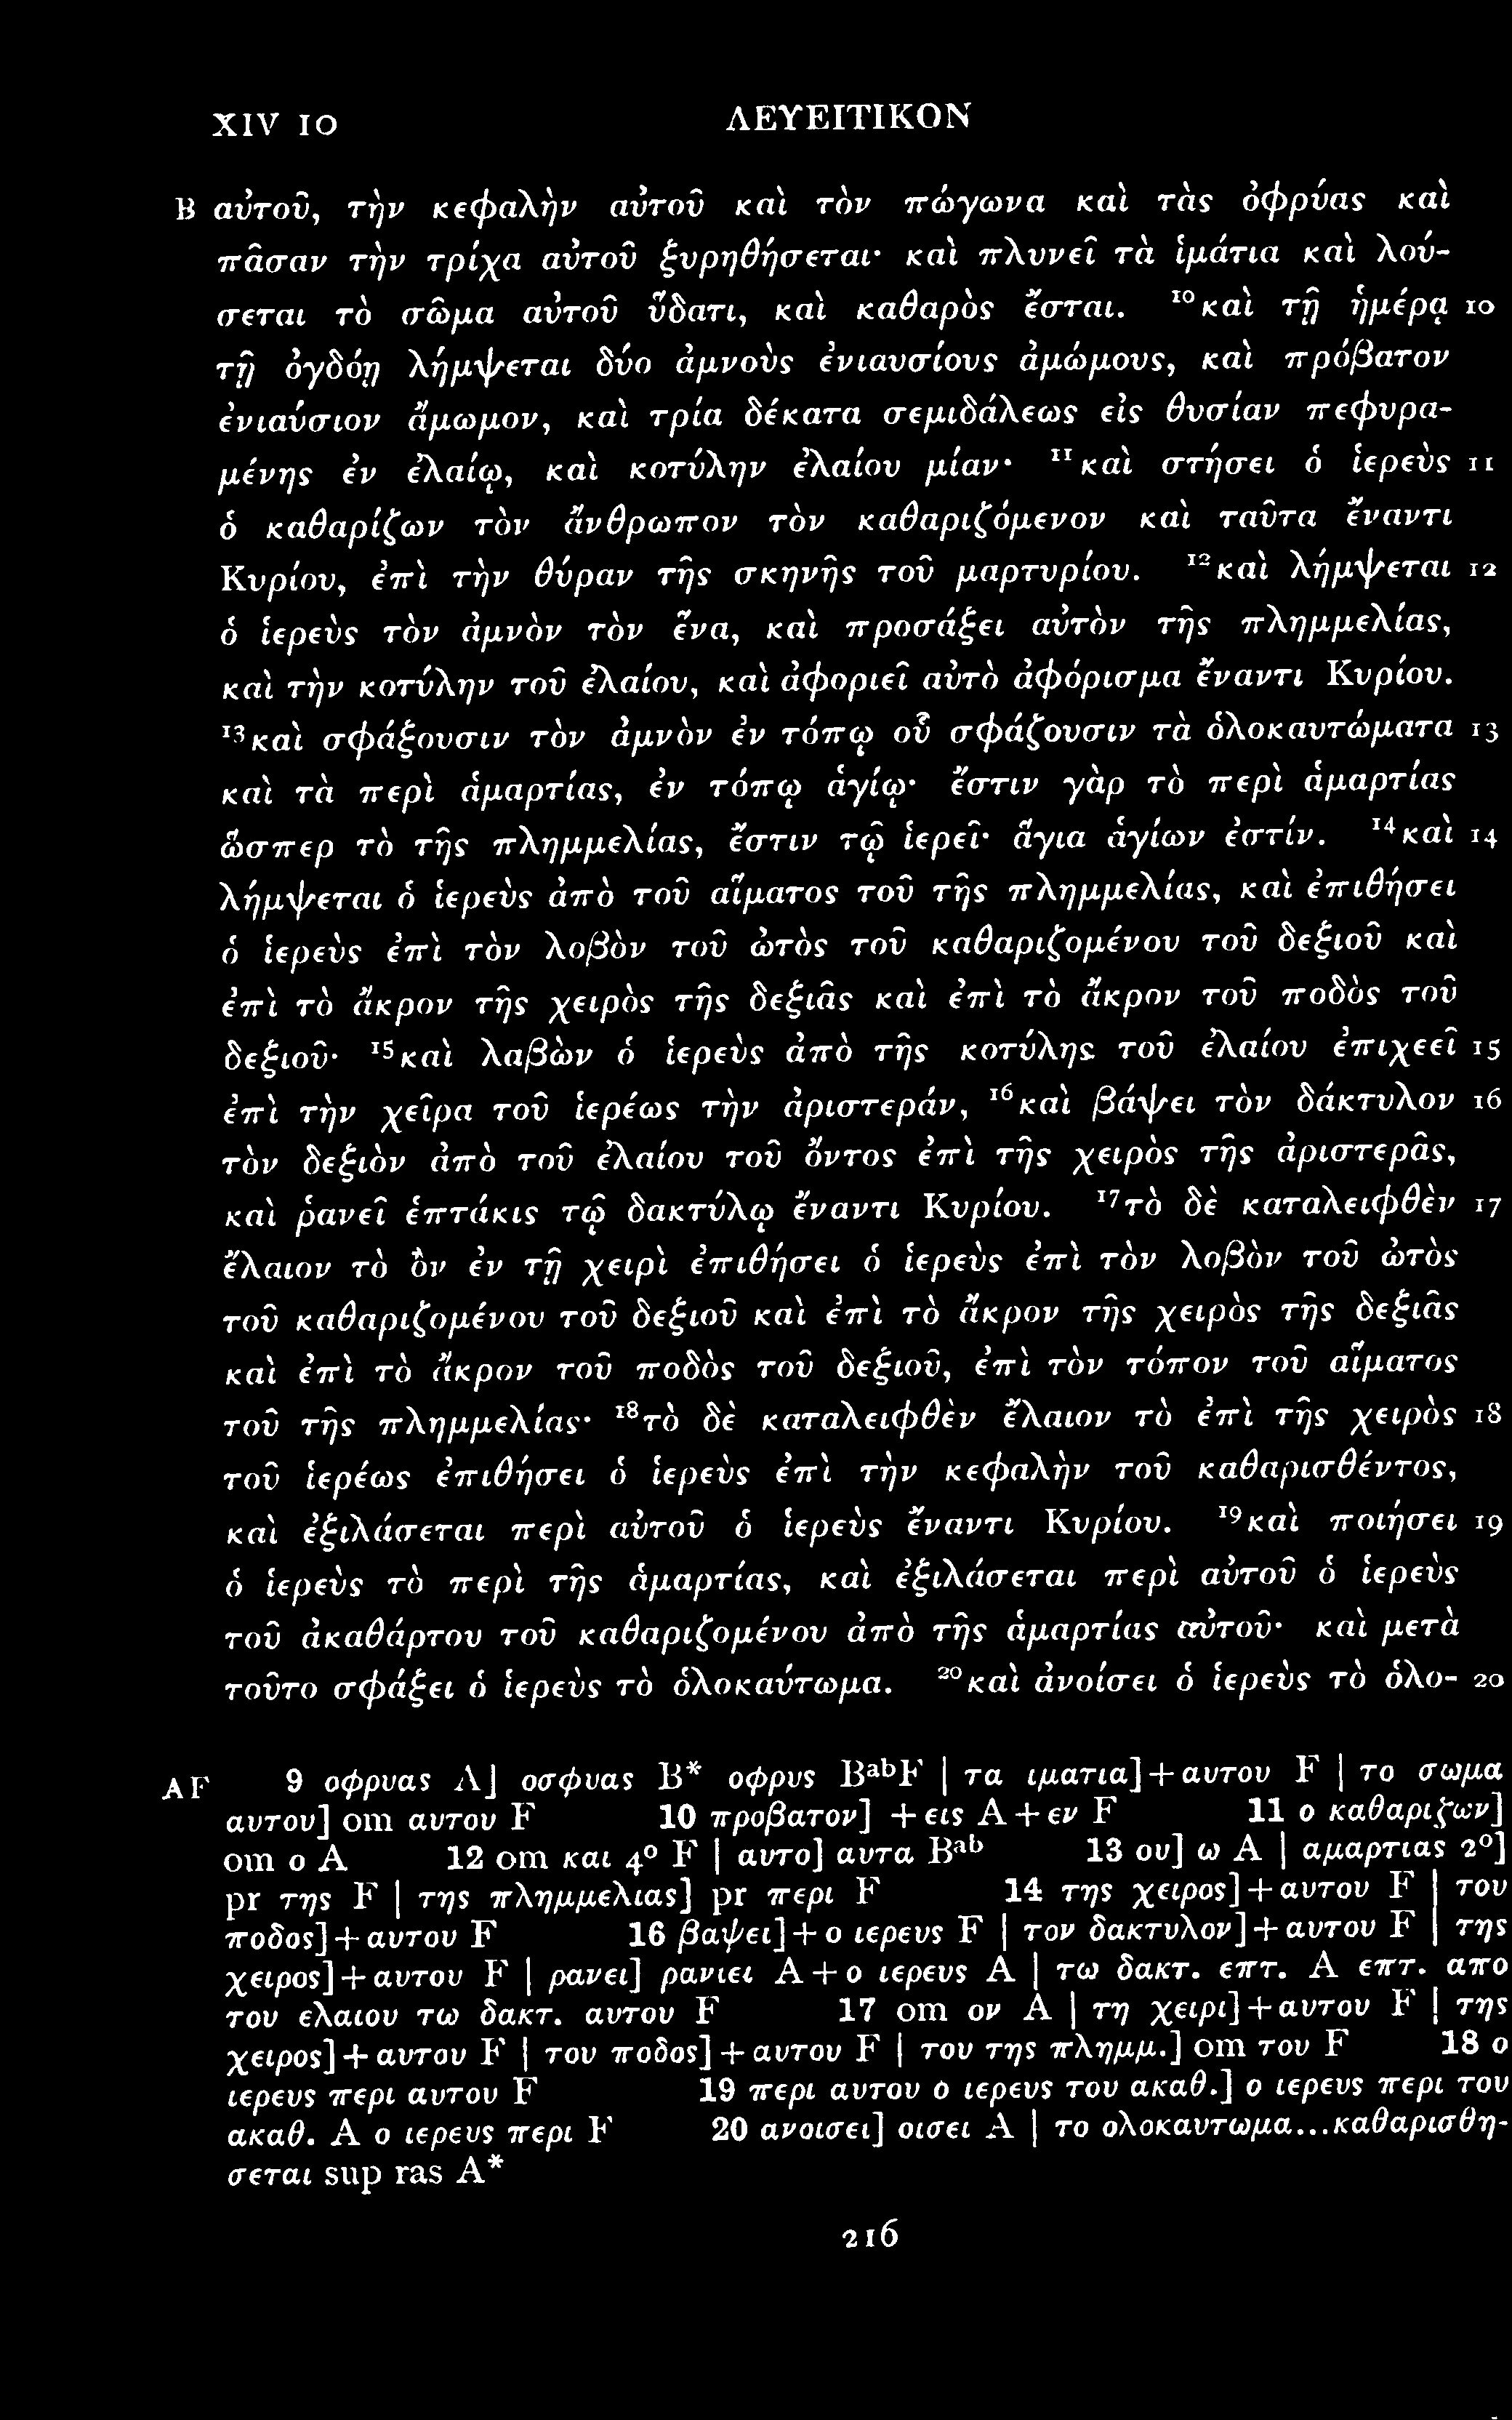 XIV 10 ΛΕΥΕΙΤΙΚΟΝ
B αὐτοῦ, τὴν κεφαλὴν αὐτοῦ καὶ τὸν πώγωνα καὶ τὰς ὀφρύας καὶ
πᾶσαν τὴν τρίχα αὐτοῦ ξυρηθήσεται· καὶ πλυνεῖ τὰ ἱμάτια καὶ λού-
σεται τὸ σῶμα αὐτοῦ ὕδατι, καὶ καθαρὸς ἔσται. ¹⁰καὶ τῇ ἡμέρᾳ 10
τῇ ὀγδόῃ λήμψεται δύο ἀμνοὺς ἐνιαυσίους ἀμώμους, καὶ πρόβατον
ἐνιαύσιον ἄμωμον, καὶ τρία δέκατα σεμιδάλεως εἰς θυσίαν πεφυρα-
μένης ἐν ἐλαίῳ, καὶ κοτύλην ἐλαίου μίαν· ¹¹καὶ στήσει ὁ ἱερεὺς 11
ὁ καθαρίζων τὸν ἄνθρωπον τὸν καθαριζόμενον καὶ ταῦτα ἔναντι
Κυρίου, ἐπὶ τὴν θύραν τῆς σκηνῆς τοῦ μαρτυρίου. ¹²καὶ λήμψεται 12
ὁ ἱερεὺς τὸν ἀμνὸν τὸν ἕνα, καὶ προσάξει αὐτὸν τῆς πλημμελίας,
καὶ τὴν κοτύλην τοῦ ἐλαίου, καὶ ἀφοριεῖ αὐτὸ ἀφόρισμα ἔναντι Κυρίου.
¹³καὶ σφάξουσιν τὸν ἀμνὸν ἐν τόπῳ οὗ σφάζουσιν τὰ ὁλοκαυτώματα 13
καὶ τὰ περὶ ἁμαρτίας, ἐν τόπῳ ἁγίῳ· ἔστιν γὰρ τὸ περὶ ἁμαρτίας
ὥσπερ τὸ τῆς πλημμελίας, ἔστιν τῷ ἱερεῖ· ἅγια ἁγίων ἐστίν. ¹⁴καὶ 14
λήμψεται ὁ ἱερεὺς ἀπὸ τοῦ αἵματος τοῦ τῆς πλημμελίας, καὶ ἐπιθήσει
ὁ ἱερεὺς ἐπὶ τὸν λοβὸν τοῦ ὠτὸς τοῦ καθαριζομένου τοῦ δεξιοῦ καὶ
ἐπὶ τὸ ἄκρον τῆς χειρὸς τῆς δεξιᾶς καὶ ἐπὶ τὸ ἄκρον τοῦ ποδὸς τοῦ
δεξιοῦ· ¹⁵καὶ λαβὼν ὁ ἱερεὺς ἀπὸ τῆς κοτύλης τοῦ ἐλαίου ἐπιχεεῖ 15
ἐπὶ τὴν χεῖρα τοῦ ἱερέως τὴν ἀριστεράν, ¹⁶καὶ βάψει τὸν δάκτυλον 16
τὸν δεξιὸν ἀπὸ τοῦ ἐλαίου τοῦ ὄντος ἐπὶ τῆς χειρὸς τῆς ἀριστερᾶς,
καὶ ῥανεῖ ἑπτάκις τῷ δακτύλῳ ἔναντι Κυρίου. ¹⁷τὸ δὲ καταλειφθὲν 17
ἔλαιον τὸ ὂν ἐν τῇ χειρὶ ἐπιθήσει ὁ ἱερεὺς ἐπὶ τὸν λοβὸν τοῦ ὠτὸς
τοῦ καθαριζομένου τοῦ δεξιοῦ καὶ ἐπὶ τὸ ἄκρον τῆς χειρὸς τῆς δεξιᾶς
καὶ ἐπὶ τὸ ἄκρον τοῦ ποδὸς τοῦ δεξιοῦ, ἐπὶ τὸν τόπον τοῦ αἵματος
τοῦ τῆς πλημμελίας· ¹⁸τὸ δὲ καταλειφθὲν ἔλαιον τὸ ἐπὶ τῆς χειρὸς 18
τοῦ ἱερέως ἐπιθήσει ὁ ἱερεὺς ἐπὶ τὴν κεφαλὴν τοῦ καθαρισθέντος,
καὶ ἐξιλάσεται περὶ αὐτοῦ ὁ ἱερεὺς ἔναντι Κυρίου. ¹⁹καὶ ποιήσει 19
ὁ ἱερεὺς τὸ περὶ τῆς ἁμαρτίας, καὶ ἐξιλάσεται περὶ αὐτοῦ ὁ ἱερεὺς
τοῦ ἀκαθάρτου τοῦ καθαριζομένου ἀπὸ τῆς ἁμαρτίας αὐτοῦ· καὶ μετὰ
τοῦτο σφάξει ὁ ἱερεὺς τὸ ὁλοκαύτωμα. ²⁰καὶ ἀνοίσει ὁ ἱερεὺς τὸ ὁλο- 20
AF 9 οφρυας A] οσφυας B* οφρυς BᵃᵇF | τα ιματια]+αυτου F | το σωμα
αυτου] om αυτου F 10 προβατον] +εις A +εν F 11 ο καθαριζων]
om ο A 12 om και 4° F | αυτο] αυτα Bᵃᵇ 13 ου] ω A | αμαρτιας 2°]
pr της F | της πλημμελιας] pr περι F 14 της χειρος]+αυτου F | του
ποδος]+αυτου F 16 βαψει]+ο ιερευς F | τον δακτυλον]+αυτου F | της
χειρος]+αυτου F | ρανει] ρανιει A +ο ιερευς A | τω δακτ. επτ. A επτ. απο
του ελαιου τω δακτ. αυτου F 17 om ον A | τη χειρι]+αυτου F | της
χειρος]+αυτου F | του ποδος]+αυτου F | του της πλημμ.] om του F 18 ο
ιερευς περι αυτου F 19 περι αυτου ο ιερευς του ακαθ.] ο ιερευς περι του
ακαθ. A ο ιερευς περι F 20 ανοισει] οισει A | το ολοκαυτωμα...καθαρισθη-
σεται sup ras A*
216